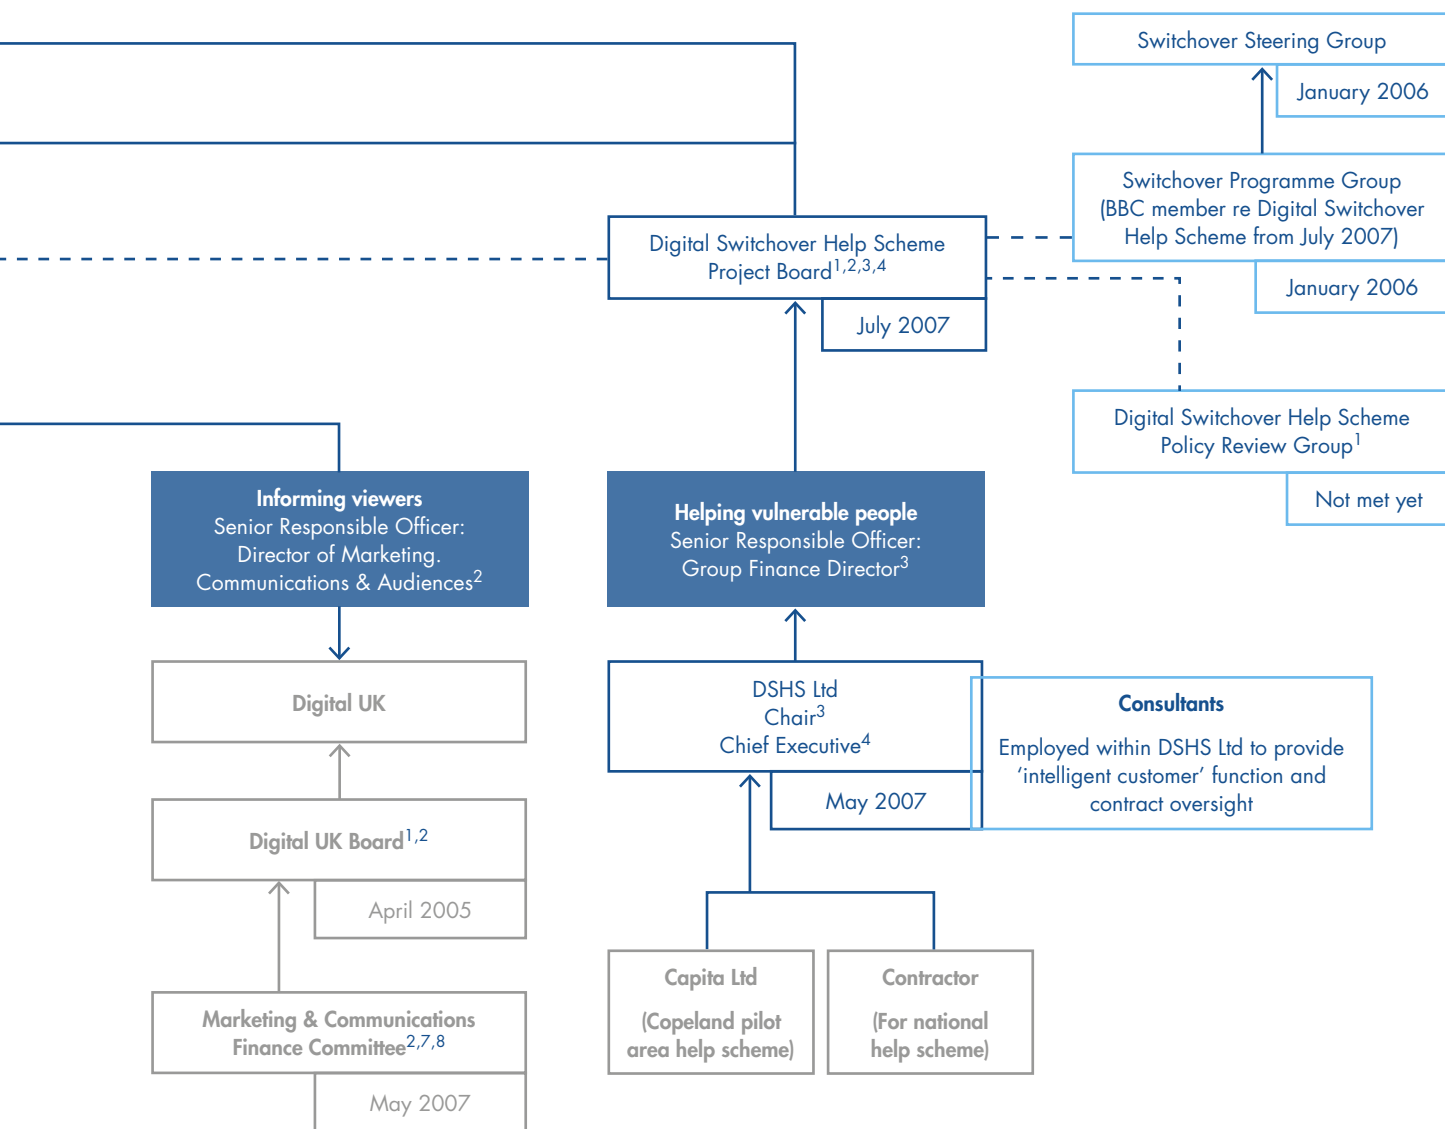 Switchover Steering Group
January 2006
Switchover Programme Group
(BBC member re Digital Switchover
Help Scheme from July 2007)
January 2006
Digital Switchover Help Scheme
Project Board1,2,3,4
July 2007
Digital Switchover Help Scheme
Policy Review Group1
Not met yet
Informing viewers
Senior Responsible Officer:
Director of Marketing.
Communications & Audiences2
Helping vulnerable people
Senior Responsible Officer:
Group Finance Director3
Digital UK
DSHS Ltd
Chair3
Chief Executive4
May 2007
Consultants
Employed within DSHS Ltd to provide
‘intelligent customer’ function and
contract oversight
Digital UK Board1,2
April 2005
Capita Ltd
(Copeland pilot
area help scheme)
Contractor
(For national
help scheme)
Marketing & Communications
Finance Committee2,7,8
May 2007